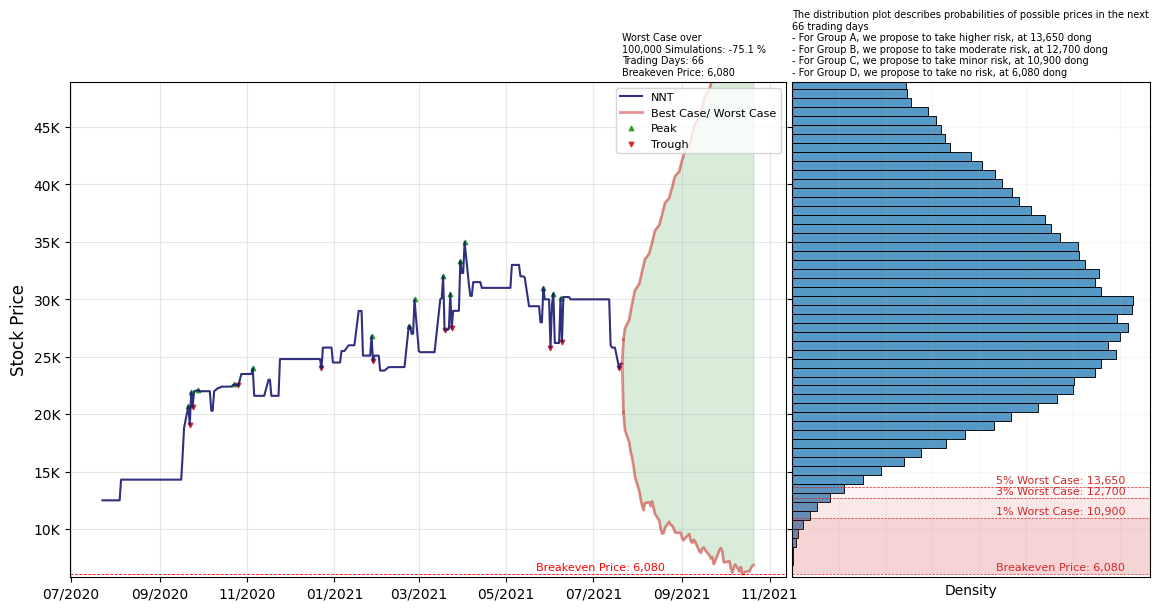 The distribution plot describes probabilities of possible prices in the next
66 trading days
- For Group A, we propose to take higher risk, at 13,650 dong
- For Group B, we propose to take moderate risk, at 12,700 dong
- For Group C, we propose to take minor risk, at 10,900 dong
- For Group D, we propose to take no risk, at 6,080 dong
Worst Case over
100,000 Simulations: -75.1 %
Trading Days: 66
Breakeven Price: 6,080
NNT
Best Case/ Worst Case
Peak
Trough
Stock Price
45K
40K
35K
30K
25K
20K
15K
10K
Breakeven Price: 6,080
07/2020
09/2020
11/2020
01/2021
03/2021
05/2021
07/2021
09/2021
11/2021
5% Worst Case: 13,650
3% Worst Case: 12,700
1% Worst Case: 10,900
Breakeven Price: 6,080
Density